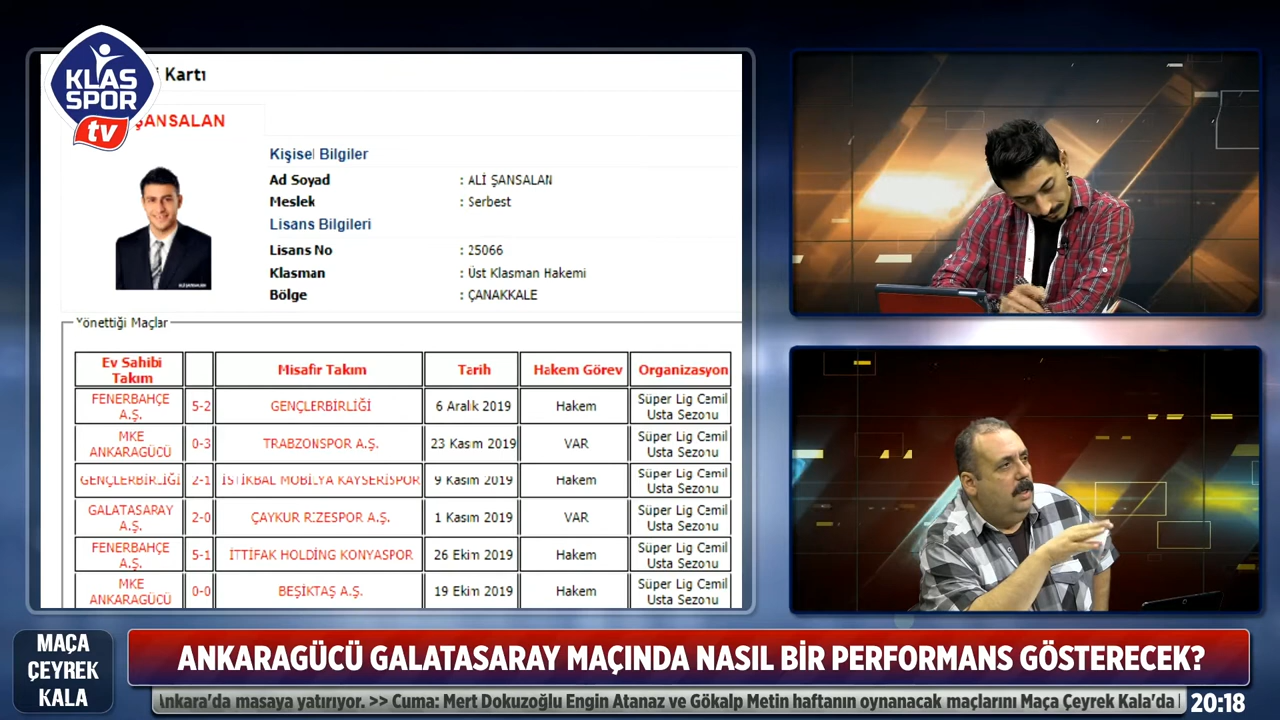 KLAS
SPOR
tv
Kartı
ŞANSALAN
Kişisel Bilgiler
Ad Soyad : ALİ ŞANSALAN
Meslek : Serbest
Lisans Bilgileri
Lisans No : 25066
Klasman : Üst Klasman Hakemi
Bölge : ÇANAKKALE
Yönettiği Maçlar
Ev Sahibi Takım Misafir Takım Tarih Hakem Görev Organizasyon
FENERBAHÇE A.Ş. 5-2 GENÇLERBİRLİĞİ 6 Aralık 2019 Hakem Süper Lig Cemil Usta Sezonu
MKE ANKARAGÜCÜ 0-3 TRABZONSPOR A.Ş. 23 Kasım 2019 VAR Süper Lig Cemil Usta Sezonu
GENÇLERBİRLİĞİ 2-1 İSTİKBAL MOBİLYA KAYSERİSPOR 9 Kasım 2019 Hakem Süper Lig Cemil Usta Sezonu
GALATASARAY A.Ş. 2-0 ÇAYKUR RİZESPOR A.Ş. 1 Kasım 2019 VAR Süper Lig Cemil Usta Sezonu
FENERBAHÇE A.Ş. 5-1 İTTİFAK HOLDİNG KONYASPOR 26 Ekim 2019 Hakem Süper Lig Cemil Usta Sezonu
MKE ANKARAGÜCÜ 0-0 BEŞİKTAŞ A.Ş. 19 Ekim 2019 Hakem Süper Lig Cemil Usta Sezonu
MAÇA
ÇEYREK
KALA
ANKARAGÜCÜ GALATASARAY MAÇINDA NASIL BİR PERFORMANS GÖSTERECEK?
Ankara'da masaya yatırıyor. >> Cuma: Mert Dokuzoğlu Engin Atanaz ve Gökalp Metin haftanın oynanacak maçlarını Maça Çeyrek Kala'da
20:18